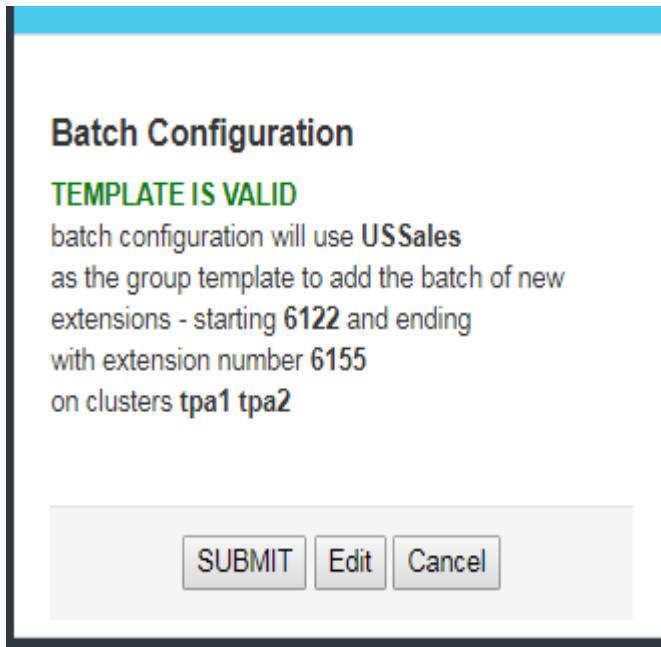 Batch Configuration
TEMPLATE IS VALID
batch configuration will use USSales
as the group template to add the batch of new
extensions - starting 6122 and ending
with extension number 6155
on clusters tpa1 tpa2
SUBMIT Edit Cancel